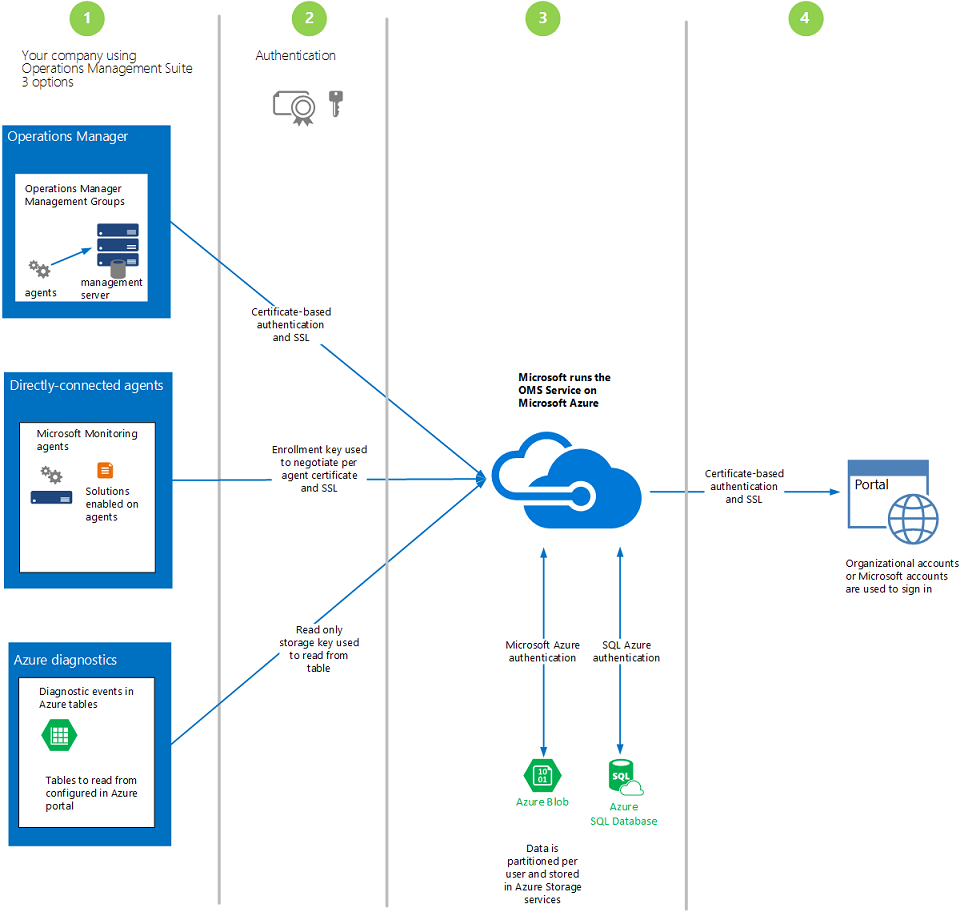 1
Your company using
Operations Management Suite
3 options
Operations Manager
Operations Manager
Management Groups
agents
management
server
Directly-connected agents
Microsoft Monitoring
agents
Solutions
enabled on
agents
Azure diagnostics
Diagnostic events in
Azure tables
Tables to read from
configured in Azure
portal
2
Authentication
Certificate-based
authentication
and SSL
Enrollment key used
to negotiate per
agent certificate
and SSL
Read only
storage key used
to read from
table
3
Microsoft runs the
OMS Service on
Microsoft Azure
Microsoft Azure
authentication
SQL Azure
authentication
10
01
Azure Blob
SQL
Azure
SQL Database
Data is
partitioned per
user and stored
in Azure Storage
services
4
Certificate-based
authentication
and SSL
Portal
Organizational accounts
or Microsoft accounts
are used to sign in